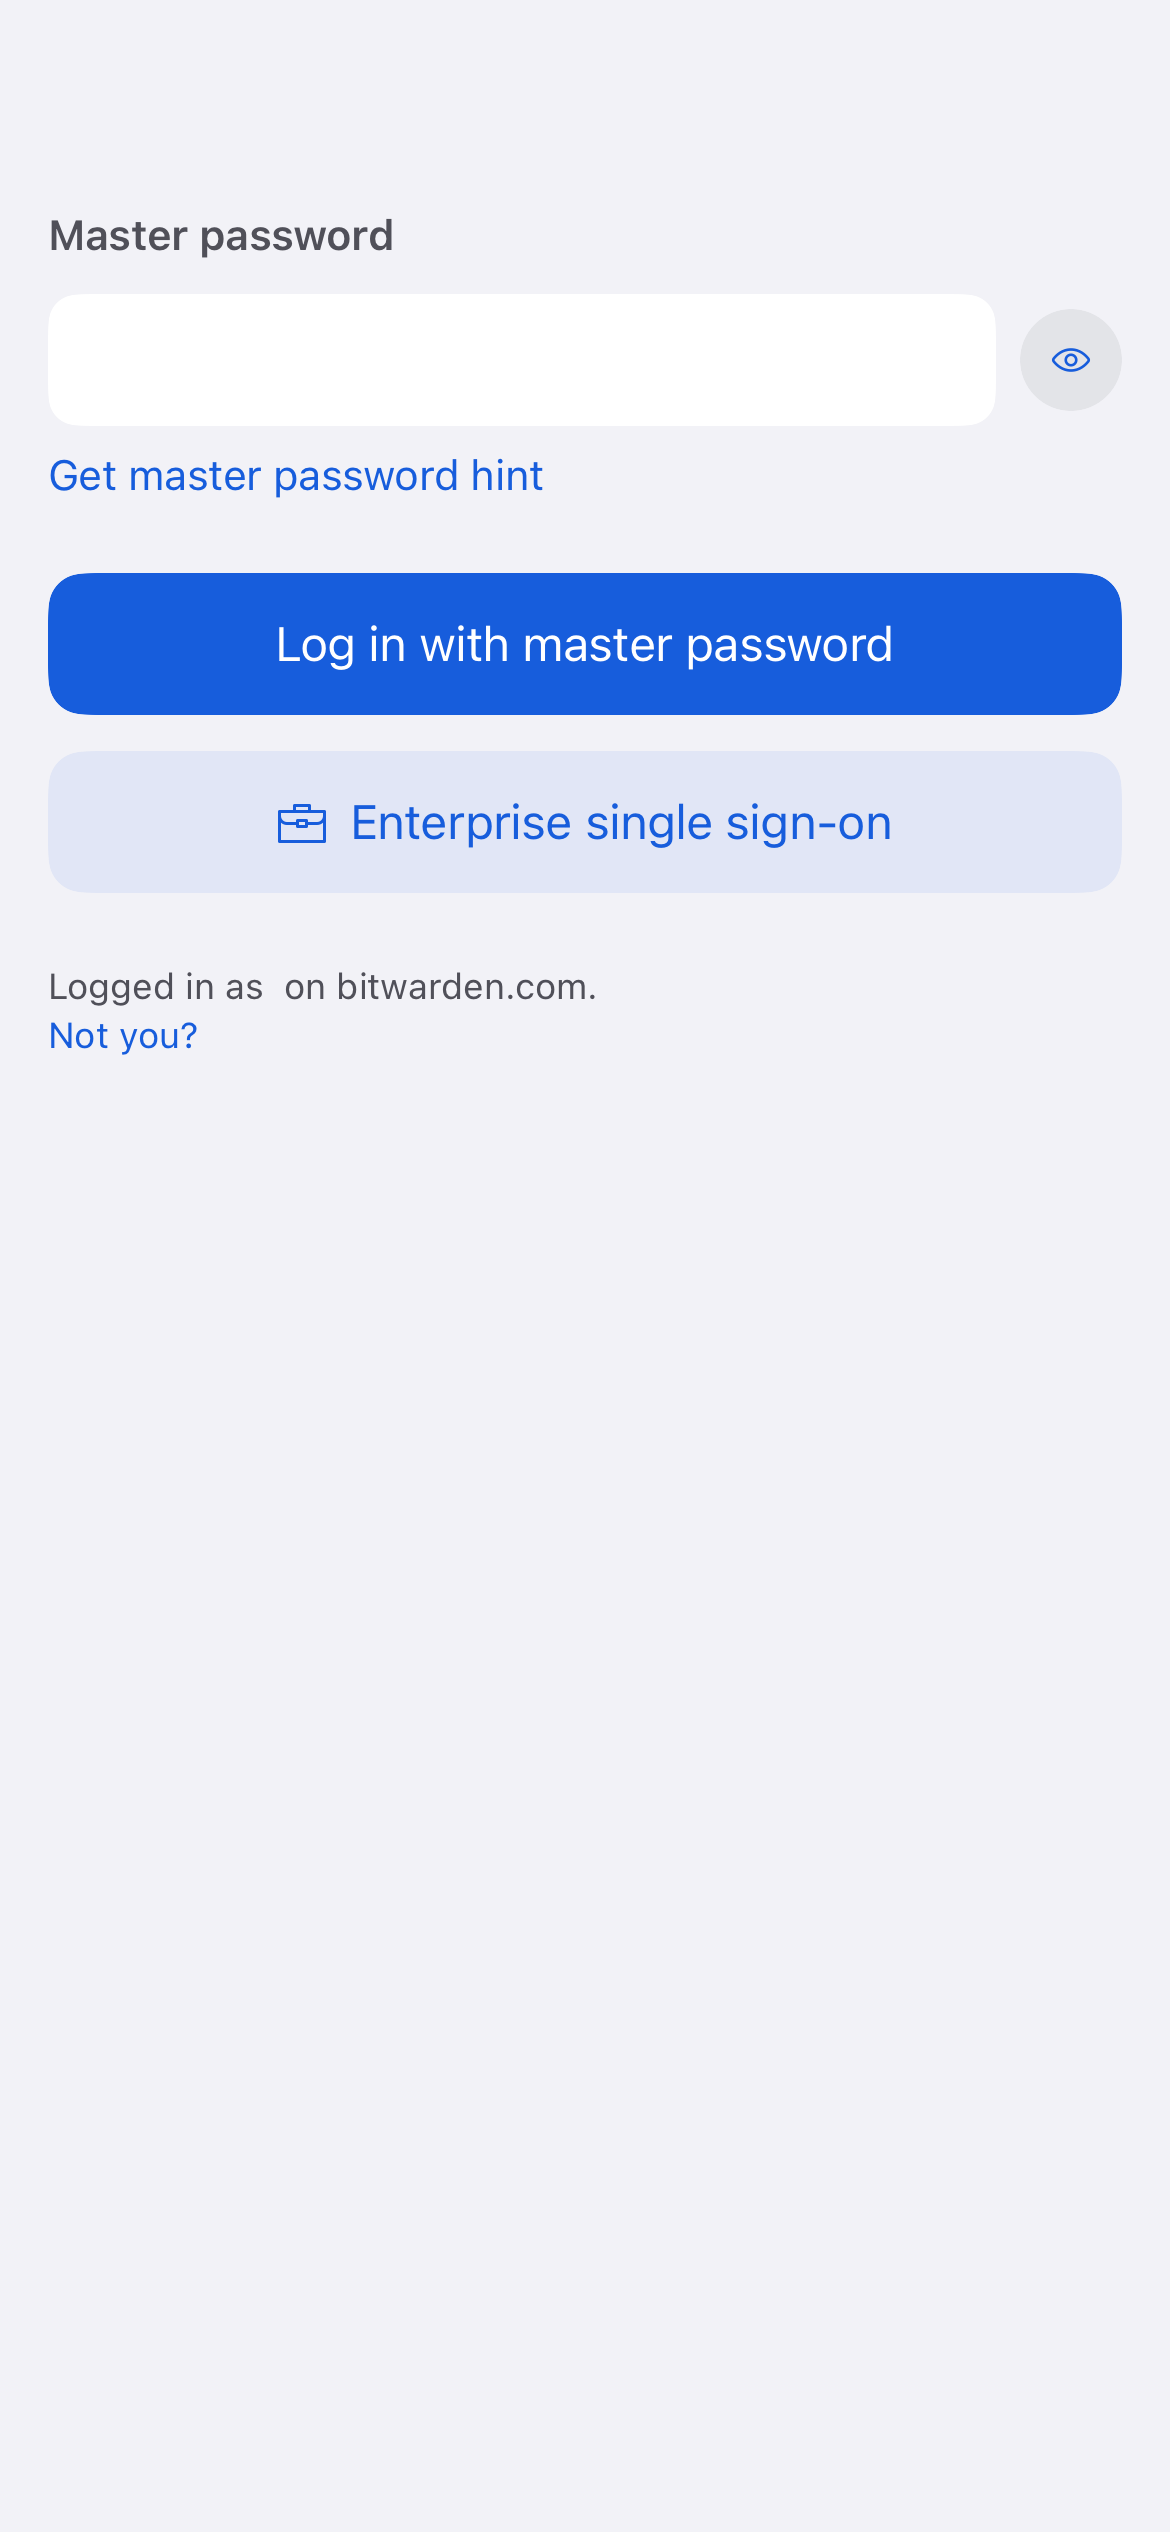 Master password
Get master password hint
Log in with master password
Enterprise single sign-on
Logged in as  on bitwarden.com.
Not you?